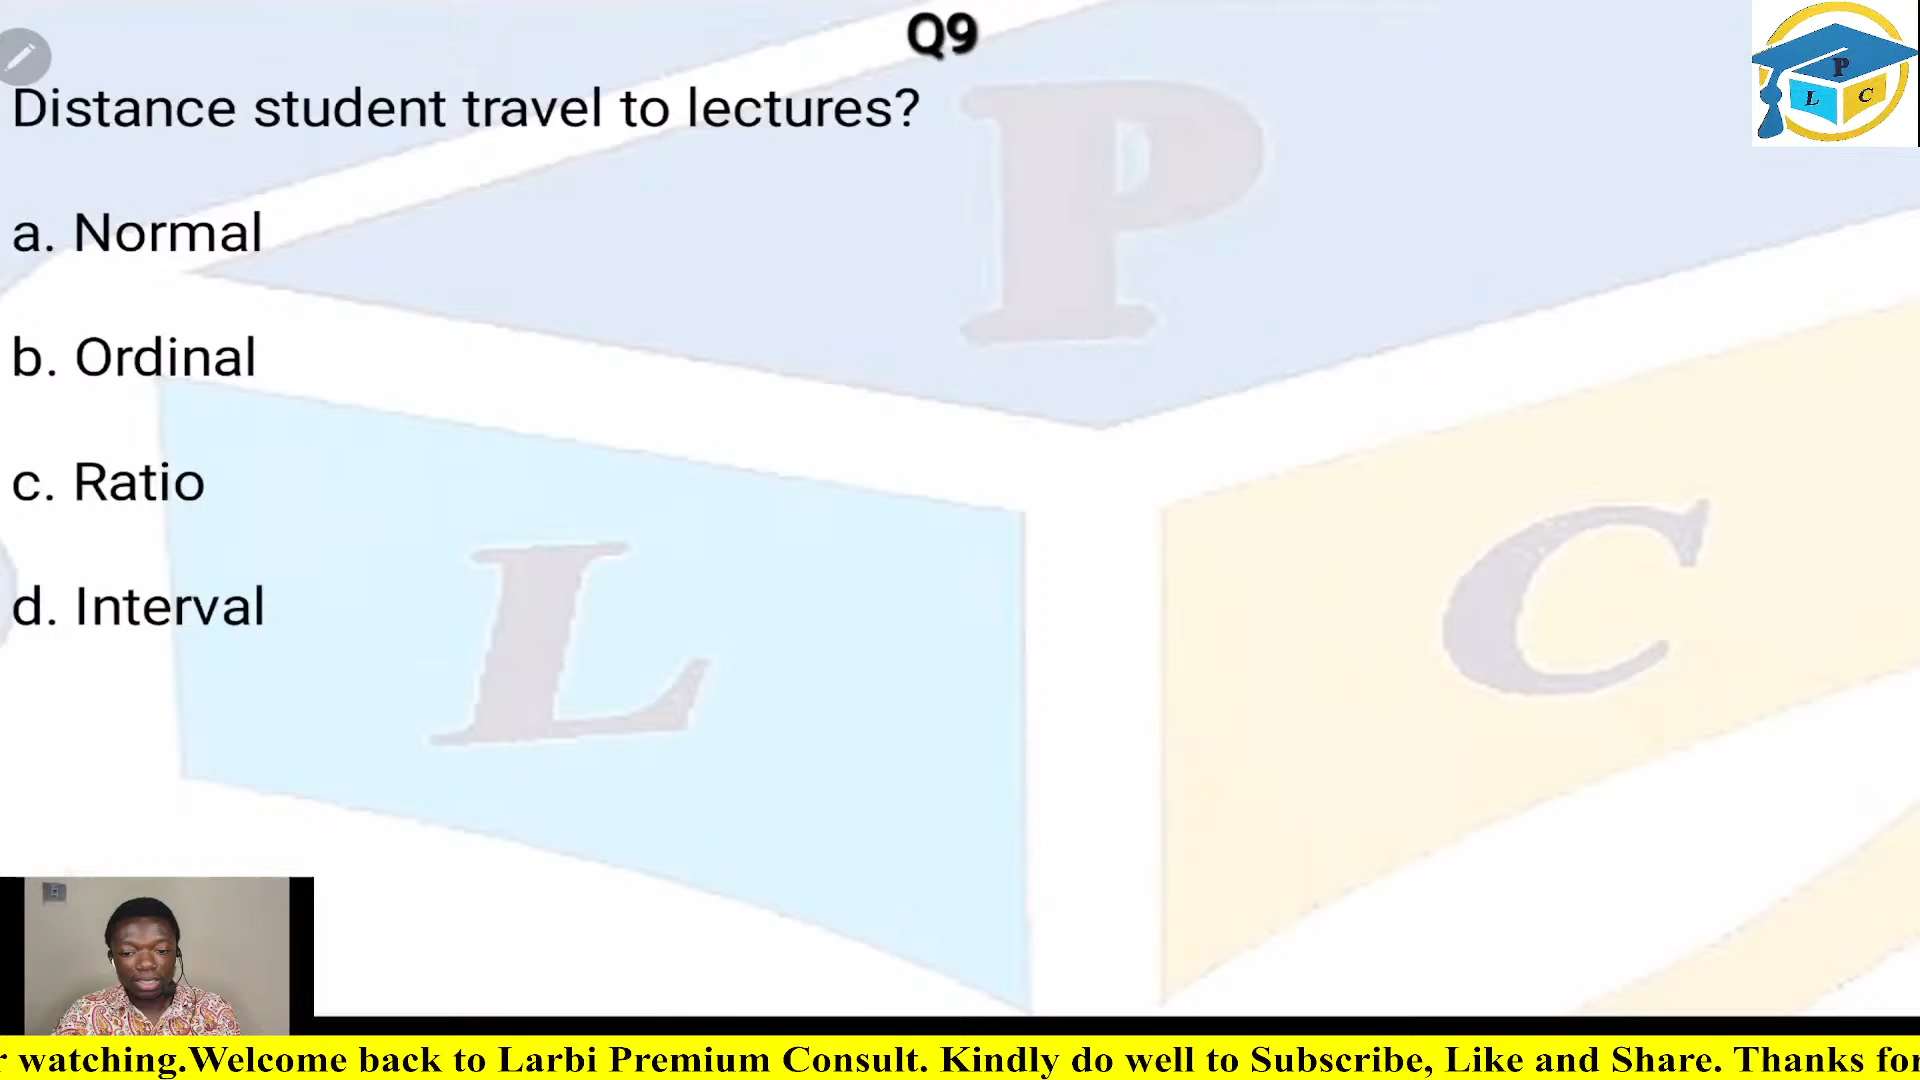 Q9
P
L C
Distance student travel to lectures?
a. Normal
b. Ordinal
c. Ratio
d. Interval
P
L
C
r watching.Welcome back to Larbi Premium Consult. Kindly do well to Subscribe, Like and Share. Thanks for